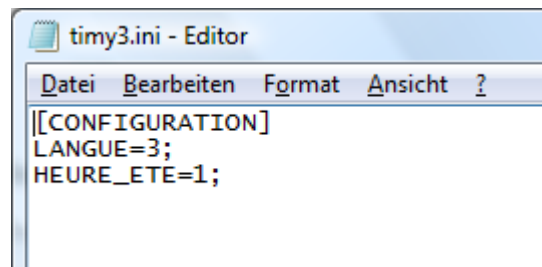 timy3.ini - Editor
Datei Bearbeiten Format Ansicht ?
[CONFIGURATION]
LANGUE=3;
HEURE_ETE=1;